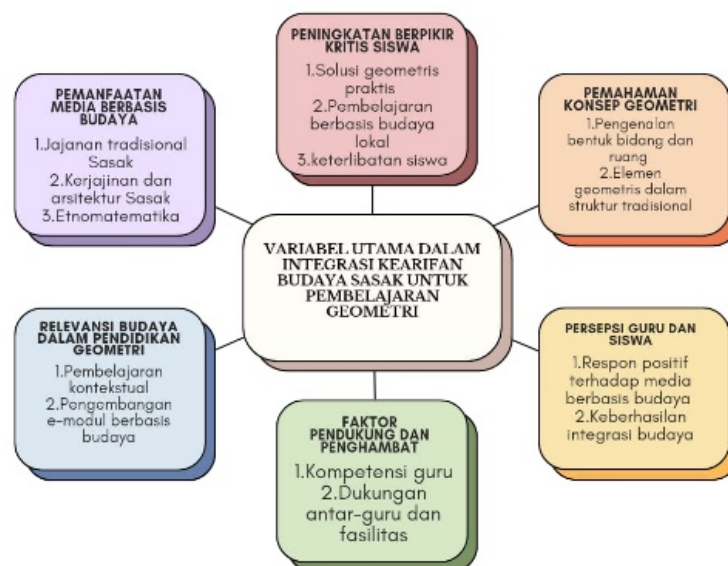 PENINGKATAN BERPIKIR
KRITIS SISWA
1.Solusi geometris
praktis
2.Pembelajaran
berbasis budaya
lokal
3.keterlibatan siswa
PEMANFAATAN
MEDIA BERBASIS
BUDAYA
1.Jajanan tradisional
Sasak
2.Kerjajinan dan
arsitektur Sasak
3.Etnomatematika
PEMAHAMAN
KONSEP GEOMETRI
1.Pengenalan
bentuk bidang dan
ruang
2.Elemen
geometris dalam
struktur tradisional
VARIABEL UTAMA DALAM
INTEGRASI KEARIFAN
BUDAYA SASAK UNTUK
PEMBELAJARAN
GEOMETRI
RELEVANSI BUDAYA
DALAM PENDIDIKAN
GEOMETRI
1.Pembelajaran
kontekstual
2.Pengembangan
e-modul berbasis
budaya
PERSEPSI GURU DAN
SISWA
1.Respon positif
terhadap media
berbasis budaya
2.Keberhasilan
integrasi budaya
FAKTOR
PENDUKUNG DAN
PENGHAMBAT
1.Kompetensi guru
2.Dukungan
antar-guru dan
fasilitas